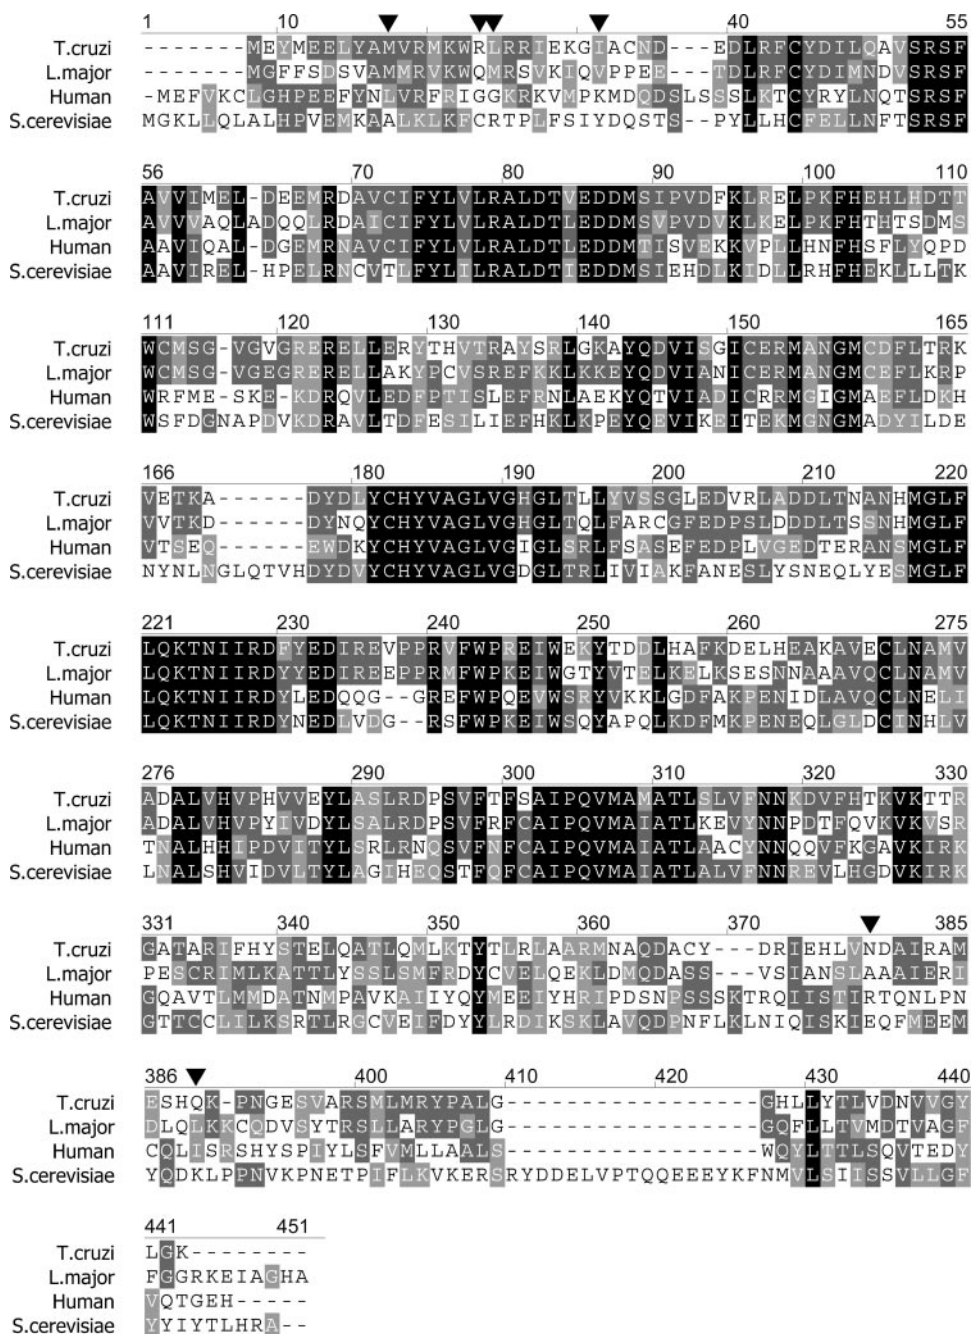 1 10 40 55
T.cruzi -------MEYMEELYAMVRMKWRLRRIEKGIACND---EDLRFCYDILQAVSRSF
L.major -------MGFFSDSVAMMRVKWQMRSVKIQVPPEE---TDLRFCYDIMNDVSRSF
Human -MEFVKCLGHPEEFYNLVRFRIGGKRKVMPKMDQDSLSSSLKTCYRYLNQTSRSF
S.cerevisiae MGKLLQLALHPVEMKAALKLKFCRTPLFSIYDQSTS--PYLLHCFELLNFTSRSF
56 70 80 90 100 110
T.cruzi AVVIMEL-DEEMRDAVCIFYLVLRALDTVEDDMSIPVDFKLRELPKFHEHLHDTT
L.major AVVVAQLADQQLRDAICIFYLVLRALDTLEDDMSVPVDVKLKELPKFHTHTSDMS
Human AAVIQAL-DGEMRNAVCIFYLVLRALDTLEDDMTISVEKKVPLLHNFHSFLYQPD
S.cerevisiae AAVIREL-HPELRNCVTLFYLILRALDTIEDDMSIEHDLKIDLLRHFHEKLLLTK
111 120 130 140 150 165
T.cruzi WCMSG-VGVGRERELLERYTHVTRAYSRLGKAYQDVISGICERMANGMCDFLTRK
L.major WCMSG-VGEGRERELLAKYPCVSREFKKLKKEYQDVIANICERMANGMCEFLKRP
Human WRFME-SKE-KDRQVLEDFPTISLEFRNLAEKYQTVIADICRRMGIGMAEFLDKH
S.cerevisiae WSFDGNAPDVKDRAVLTDFESILIEFHKLKPEYQEVIKEITEKMGNGMADYILDE
166 180 190 200 210 220
T.cruzi VETKA------DYDLYCHYVAGLVGHGLTLLYVSSGLEDVRLADDLTNANHMGLF
L.major VVTKD------DYNQYCHYVAGLVGHGLTQLFARCGFEDPSLDDDLTSSNHMGLF
Human VTSEQ------EWDKYCHYVAGLVGIGLSRLFSASEFEDPLVGEDTERANSMGLF
S.cerevisiae NYNLNGLQTVHDYDVYCHYVAGLVGDGLTRLIVIAKFANESLYSNEQLYESMGLF
221 230 240 250 260 275
T.cruzi LQKTNIIRDFYEDIREVPPRVFWPREIWEKYTDDLHAFKDELHEAKAVECLNAMV
L.major LQKTNIIRDYYEDIREEPPRMFWPREIWGTYVTELKELKSESNNAAAVQCLNAMV
Human LQKTNIIRDYLEDQQG--GREFWPQEVWSRYVKKLGDFAKPENIDLAVQCLNELI
S.cerevisiae LQKTNIIRDYNEDLVDG--RSFWPKEIWSQYAPQLKDFMKPENEQLGLDCINHLV
276 290 300 310 320 330
T.cruzi ADALVHVPHVVEYLASLRDPSVFTFSAIPQVMAMATLSLVFNNKDVFHTKVKTTR
L.major ADALVHVPYIVDYLSALRDPSVFRFCAIPQVMAIATLKEVYNNPDTFQVKVKVSR
Human TNALHHIPDVITYLSRLRNQSVFNFCAIPQVMAIATLAACYNNQQVFKGAVKIRK
S.cerevisiae LNALSHVIDVLTYLAGIHEQSTFQFCAIPQVMAIATLALVFNNREVLHGDVKIRK
331 340 350 360 370 385
T.cruzi GATARIFHYSTELQATLQMLKTYTLRLAARMNAQDACY---DRIEHLVNDAIRAM
L.major PESCRIMLKATTLYSSLSMFRDYCVELQEKLDMQDASS---VSIANSLAAAIERI
Human GQAVTLMMDATNMPAVKAIIYQYMEEIYHRIPDSNPSSSKTRQIISTIRTQNLPN
S.cerevisiae GTTCCLILKSRTLRGCVEIFDYYLRDIKSKLAVQDPNFLKLNIQISKIEQFMEEM
386 400 410 420 430 440
T.cruzi ESHQK-PNGESVARSMLMRYPALG-----------------GHLLYTLVDNVVGY
L.major DLQLKKCQDVSYTRSLLARYPGLG-----------------GQFLLTVMDTVAGF
Human CQLISRSHYSPIYLSFVMLLAALS-----------------WQYLTTLSQVTEDY
S.cerevisiae YQDKLPPNVKPNETPIFLKVKERSRYDDELVPTQQEEEYKFNMVLSIILSVLLGF
441 451
T.cruzi LGK--------
L.major FGGRKEIAGHA
Human VQTGEH-----
S.cerevisiae YYIYTLHRA--